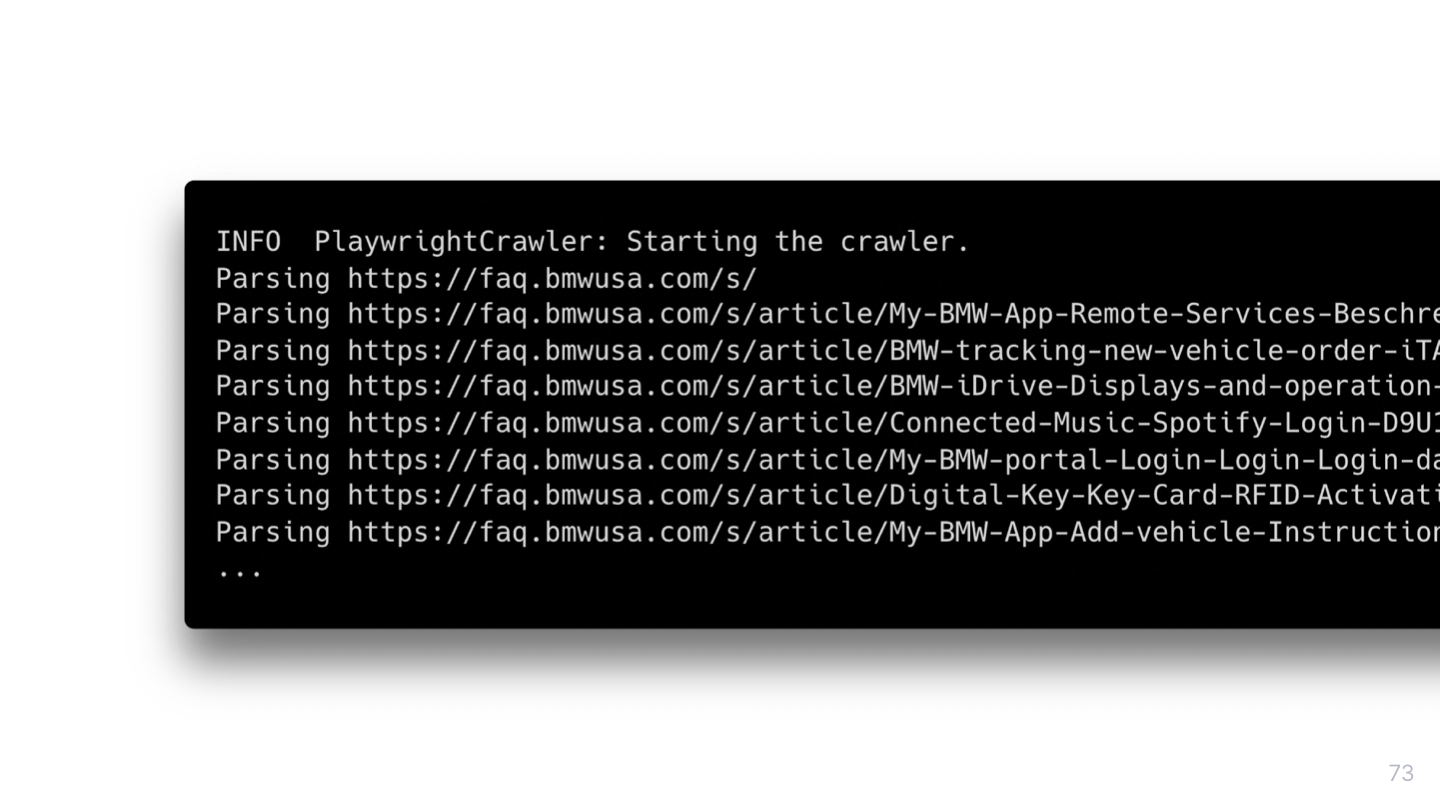 INFO  PlaywrightCrawler: Starting the crawler.
Parsing https://faq.bmwusa.com/s/
Parsing https://faq.bmwusa.com/s/article/My-BMW-App-Remote-Services-Beschre
Parsing https://faq.bmwusa.com/s/article/BMW-tracking-new-vehicle-order-iTA
Parsing https://faq.bmwusa.com/s/article/BMW-iDrive-Displays-and-operation-
Parsing https://faq.bmwusa.com/s/article/Connected-Music-Spotify-Login-D9U1
Parsing https://faq.bmwusa.com/s/article/My-BMW-portal-Login-Login-Login-da
Parsing https://faq.bmwusa.com/s/article/Digital-Key-Key-Card-RFID-Activati
Parsing https://faq.bmwusa.com/s/article/My-BMW-App-Add-vehicle-Instruction
...
73